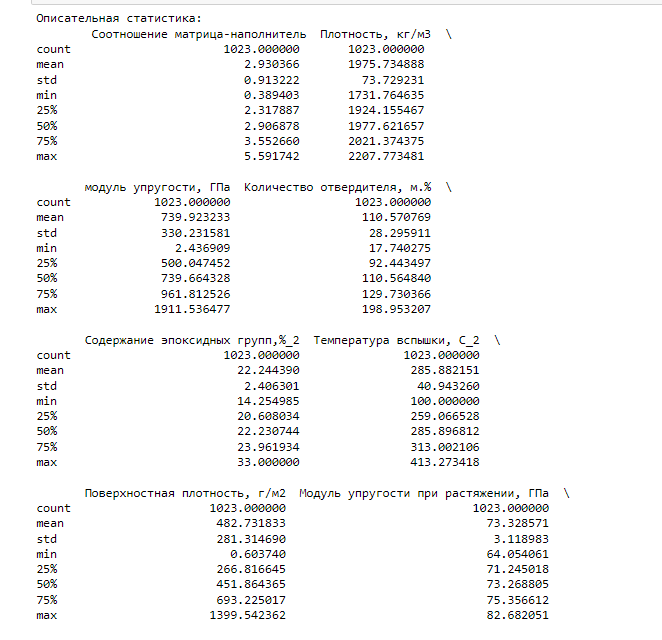 Описательная статистика:
Соотношение матрица-наполнитель Плотность, кг/м3 \
count 1023.000000 1023.000000
mean 2.930366 1975.734888
std 0.913222 73.729231
min 0.389403 1731.764635
25% 2.317887 1924.155467
50% 2.906878 1977.621657
75% 3.552660 2021.374375
max 5.591742 2207.773481
модуль упругости, ГПа Количество отвердителя, м.% \
count 1023.000000 1023.000000
mean 739.923233 110.570769
std 330.231581 28.295911
min 2.436909 17.740275
25% 500.047452 92.443497
50% 739.664328 110.564840
75% 961.812526 129.730366
max 1911.536477 198.953207
Содержание эпоксидных групп,%_2 Температура вспышки, С_2 \
count 1023.000000 1023.000000
mean 22.244390 285.882151
std 2.406301 40.943260
min 14.254985 100.000000
25% 20.608034 259.066528
50% 22.230744 285.896812
75% 23.961934 313.002106
max 33.000000 413.273418
Поверхностная плотность, г/м2 Модуль упругости при растяжении, ГПа \
count 1023.000000 1023.000000
mean 482.731833 73.328571
std 281.314690 3.118983
min 0.603740 64.054061
25% 266.816645 71.245018
50% 451.864365 73.268805
75% 693.225017 75.356612
max 1399.542362 82.682051